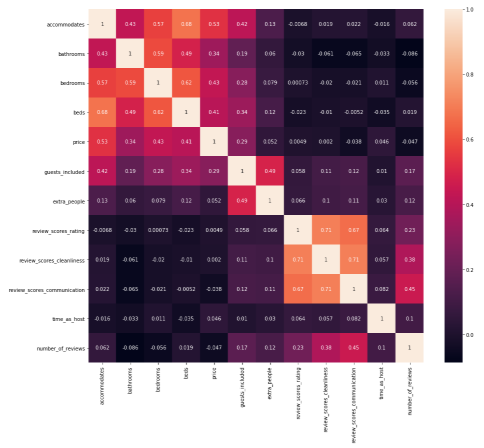 accommodates 1 0.43 0.57 0.68 0.53 0.42 0.13 -0.0068 0.019 0.022 -0.016 0.062
bathrooms 0.43 1 0.59 0.49 0.34 0.19 0.06 -0.03 -0.061 -0.065 -0.033 -0.086
bedrooms 0.57 0.59 1 0.62 0.43 0.28 0.079 0.00073 -0.02 -0.021 0.011 -0.056
beds 0.68 0.49 0.62 1 0.41 0.34 0.12 -0.023 -0.01 -0.0052 -0.035 0.019
price 0.53 0.34 0.43 0.41 1 0.29 0.052 0.0049 0.002 -0.038 0.046 -0.047
guests_included 0.42 0.19 0.28 0.34 0.29 1 0.49 0.058 0.11 0.12 0.01 0.17
extra_people 0.13 0.06 0.079 0.12 0.052 0.49 1 0.066 0.1 0.11 0.03 0.12
review_scores_rating -0.0068 -0.03 0.00073 -0.023 0.0049 0.058 0.066 1 0.71 0.67 0.064 0.23
review_scores_cleanliness 0.019 -0.061 -0.02 -0.01 0.002 0.11 0.1 0.71 1 0.71 0.057 0.38
review_scores_communication 0.022 -0.065 -0.021 -0.0052 -0.038 0.12 0.11 0.67 0.71 1 0.082 0.45
time_as_host -0.016 -0.033 0.011 -0.035 0.046 0.01 0.03 0.064 0.057 0.082 1 0.1
number_of_reviews 0.062 -0.086 -0.056 0.019 -0.047 0.17 0.12 0.23 0.38 0.45 0.1 1
accommodates
bathrooms
bedrooms
beds
price
guests_included
extra_people
review_scores_rating
review_scores_cleanliness
review_scores_communication
time_as_host
number_of_reviews
1.0
0.8
0.6
0.4
0.2
0.0